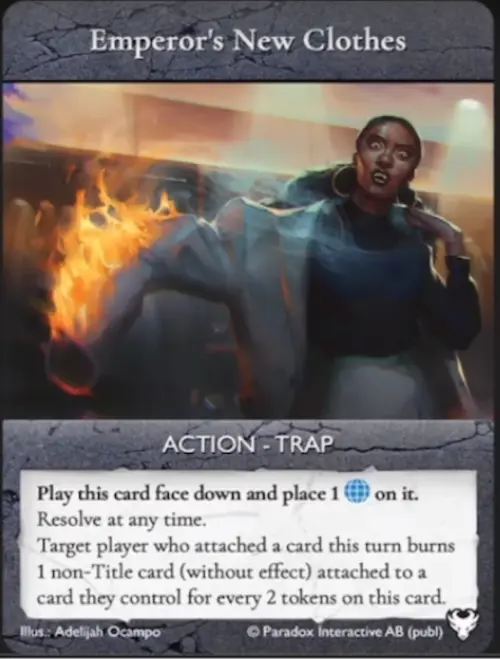 Emperor's New Clothes
ACTION - TRAP
Play this card face down and place 1 on it.
Resolve at any time.
Target player who attached a card this turn burns
1 non-Title card (without effect) attached to a
card they control for every 2 tokens on this card.
Illus.: Adelijah Ocampo
© Paradox Interactive AB (publ)